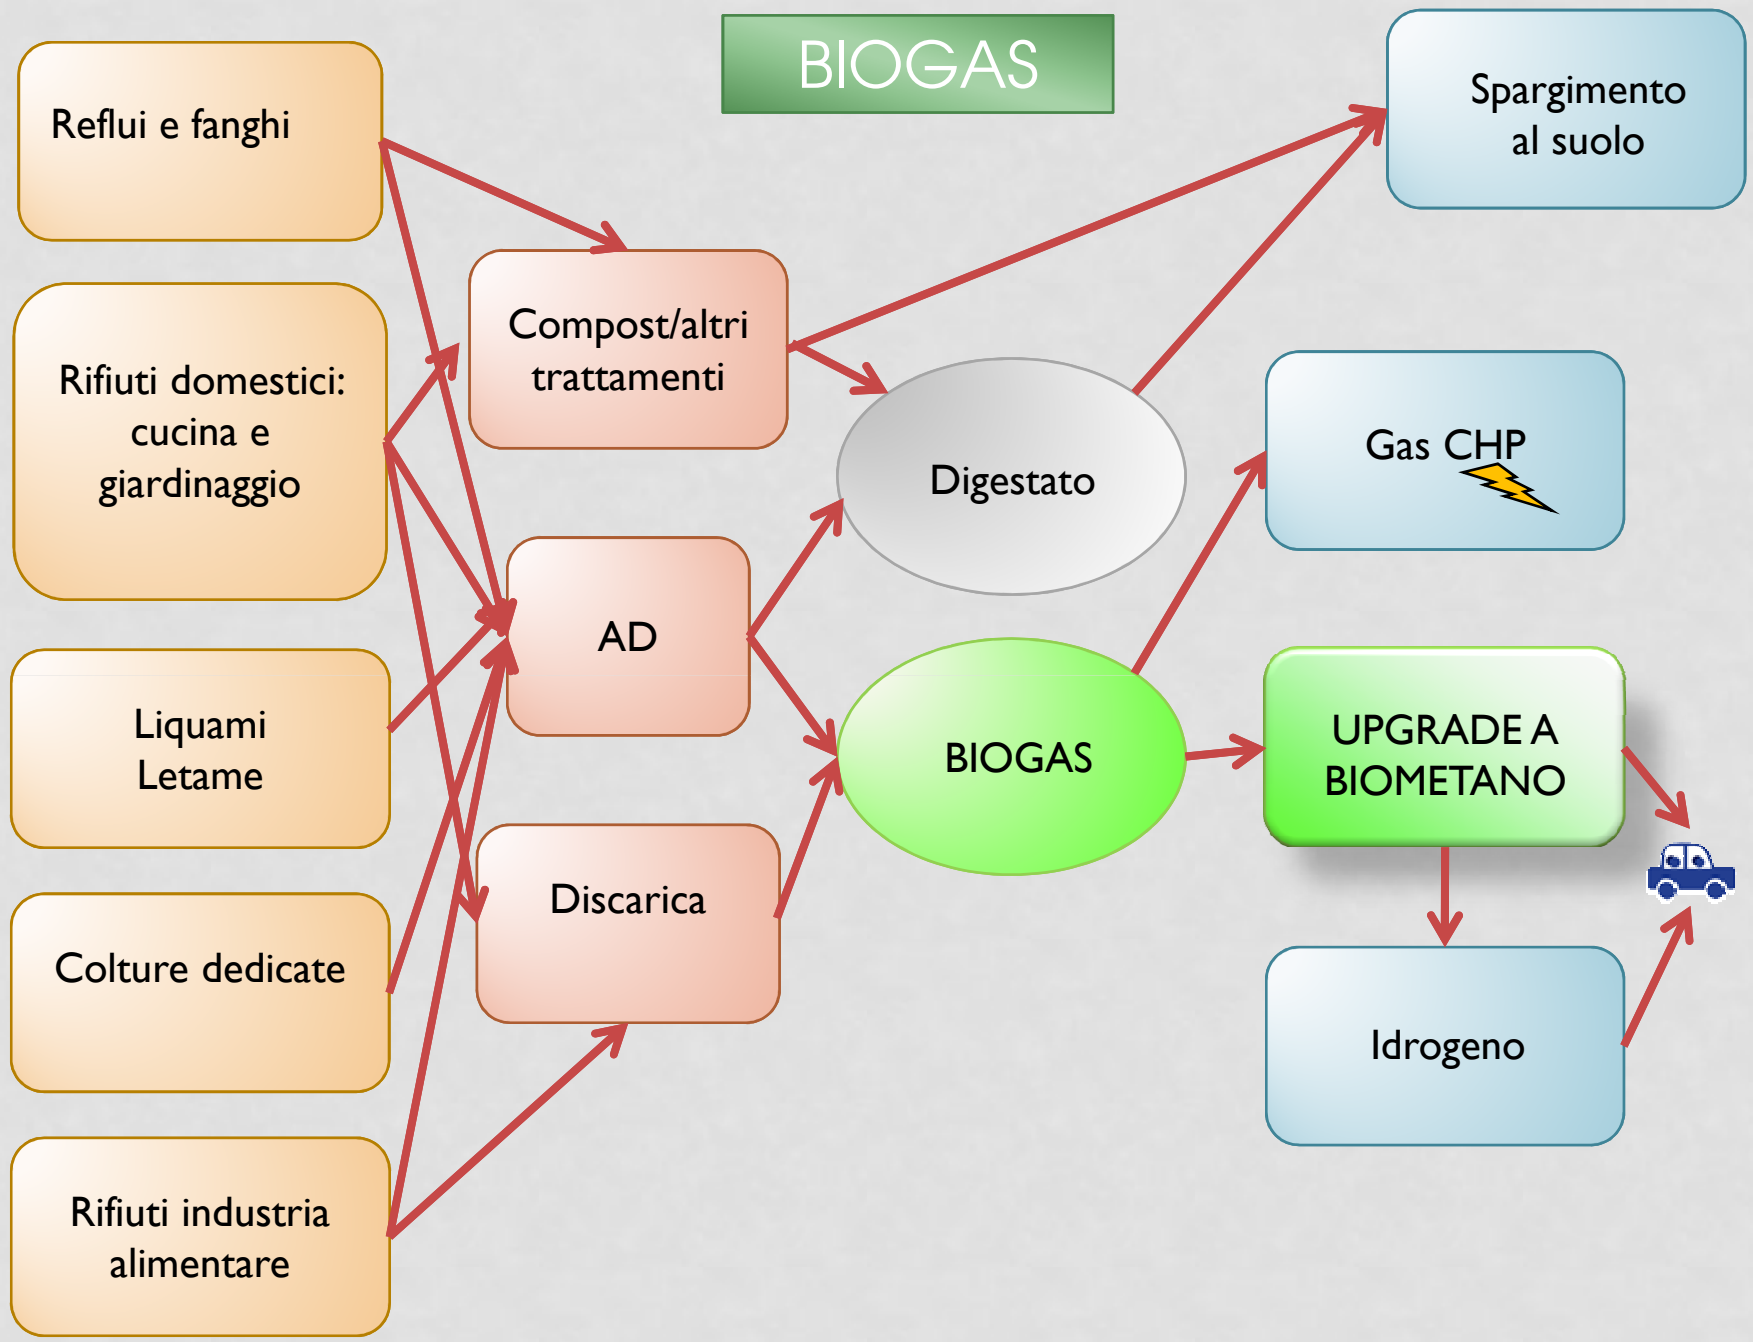 BIOGAS
Reflui e fanghi
Rifiuti domestici:
cucina e
giardinaggio
Liquami
Letame
Colture dedicate
Rifiuti industria
alimentare
Compost/altri
trattamenti
AD
Discarica
Digestato
BIOGAS
Spargimento
al suolo
Gas CHP
UPGRADE A
BIOMETANO
Idrogeno